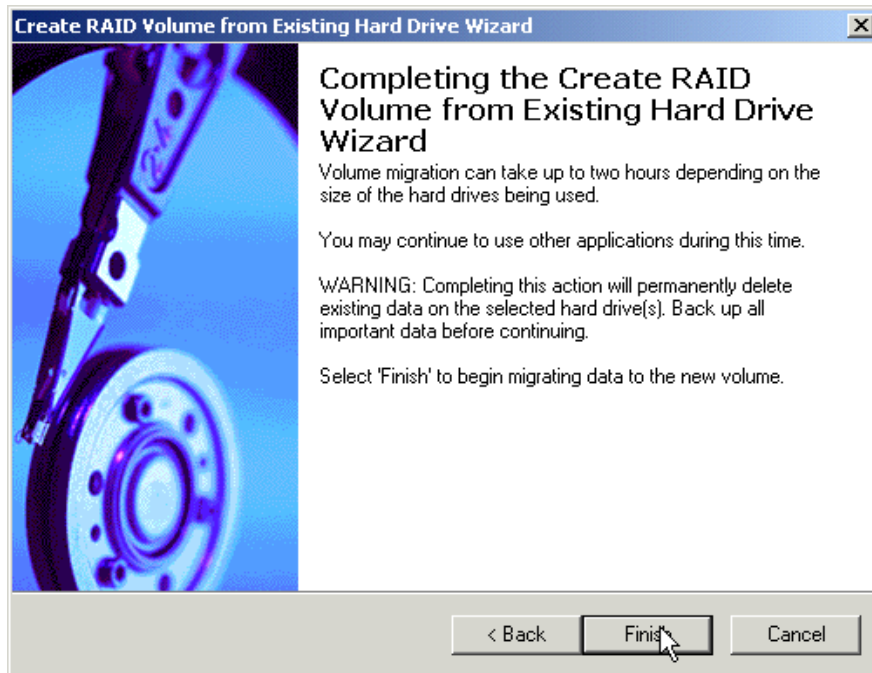 Create RAID Volume from Existing Hard Drive Wizard
Completing the Create RAID
Volume from Existing Hard Drive
Wizard
Volume migration can take up to two hours depending on the
size of the hard drives being used.
You may continue to use other applications during this time.
WARNING: Completing this action will permanently delete
existing data on the selected hard drive(s). Back up all
important data before continuing.
Select 'Finish' to begin migrating data to the new volume.
< Back
Finish
Cancel